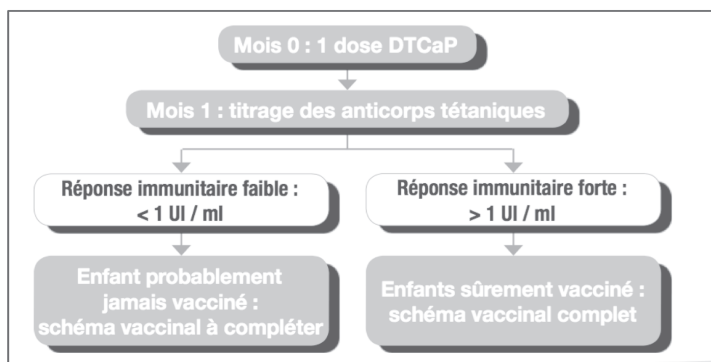 Mois 0 : 1 dose DTCaP
Mois 1 : titrage des anticorps tétaniques
Réponse immunitaire faible :
< 1 UI / ml
Réponse immunitaire forte :
> 1 UI / ml
Enfant probablement
jamais vacciné :
schéma vaccinal à compléter
Enfants sûrement vacciné :
schéma vaccinal complet